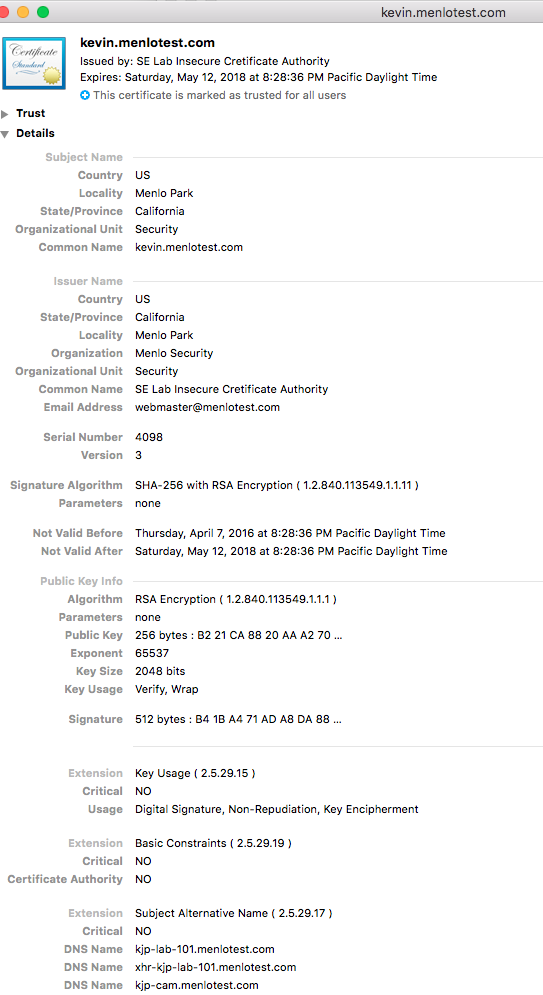 kevin.menlotest.com
Certificate
Standard
kevin.menlotest.com
Issued by: SE Lab Insecure Cretificate Authority
Expires: Saturday, May 12, 2018 at 8:28:36 PM Pacific Daylight Time
This certificate is marked as trusted for all users
Trust
Details
Subject Name
Country US
Locality Menlo Park
State/Province California
Organizational Unit Security
Common Name kevin.menlotest.com
Issuer Name
Country US
State/Province California
Locality Menlo Park
Organization Menlo Security
Organizational Unit Security
Common Name SE Lab Insecure Cretificate Authority
Email Address webmaster@menlotest.com
Serial Number 4098
Version 3
Signature Algorithm SHA-256 with RSA Encryption ( 1.2.840.113549.1.1.11 )
Parameters none
Not Valid Before Thursday, April 7, 2016 at 8:28:36 PM Pacific Daylight Time
Not Valid After Saturday, May 12, 2018 at 8:28:36 PM Pacific Daylight Time
Public Key Info
Algorithm RSA Encryption ( 1.2.840.113549.1.1.1 )
Parameters none
Public Key 256 bytes : B2 21 CA 88 20 AA A2 70 ...
Exponent 65537
Key Size 2048 bits
Key Usage Verify, Wrap
Signature 512 bytes : B4 1B A4 71 AD A8 DA 88 ...
Extension Key Usage ( 2.5.29.15 )
Critical NO
Usage Digital Signature, Non-Repudiation, Key Encipherment
Extension Basic Constraints ( 2.5.29.19 )
Critical NO
Certificate Authority NO
Extension Subject Alternative Name ( 2.5.29.17 )
Critical NO
DNS Name kjp-lab-101.menlotest.com
DNS Name xhr-kjp-lab-101.menlotest.com
DNS Name kjp-cam.menlotest.com